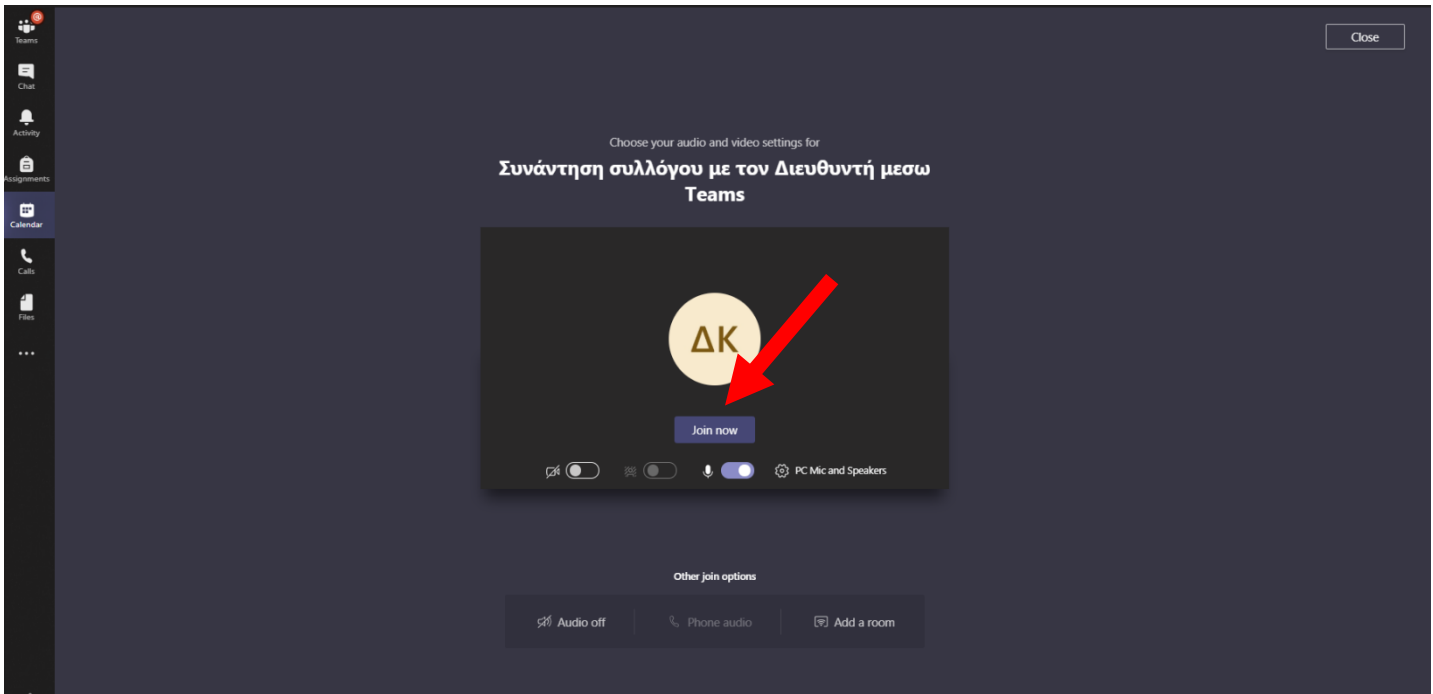 Teams
Chat
Activity
Assignments
Calendar
Calls
Files
Close
Choose your audio and video settings for
Συνάντηση συλλόγου με τον Διευθυντή μεσω
Teams
ΔΚ
Join now
PC Mic and Speakers
Other join options
Audio off
Phone audio
Add a room